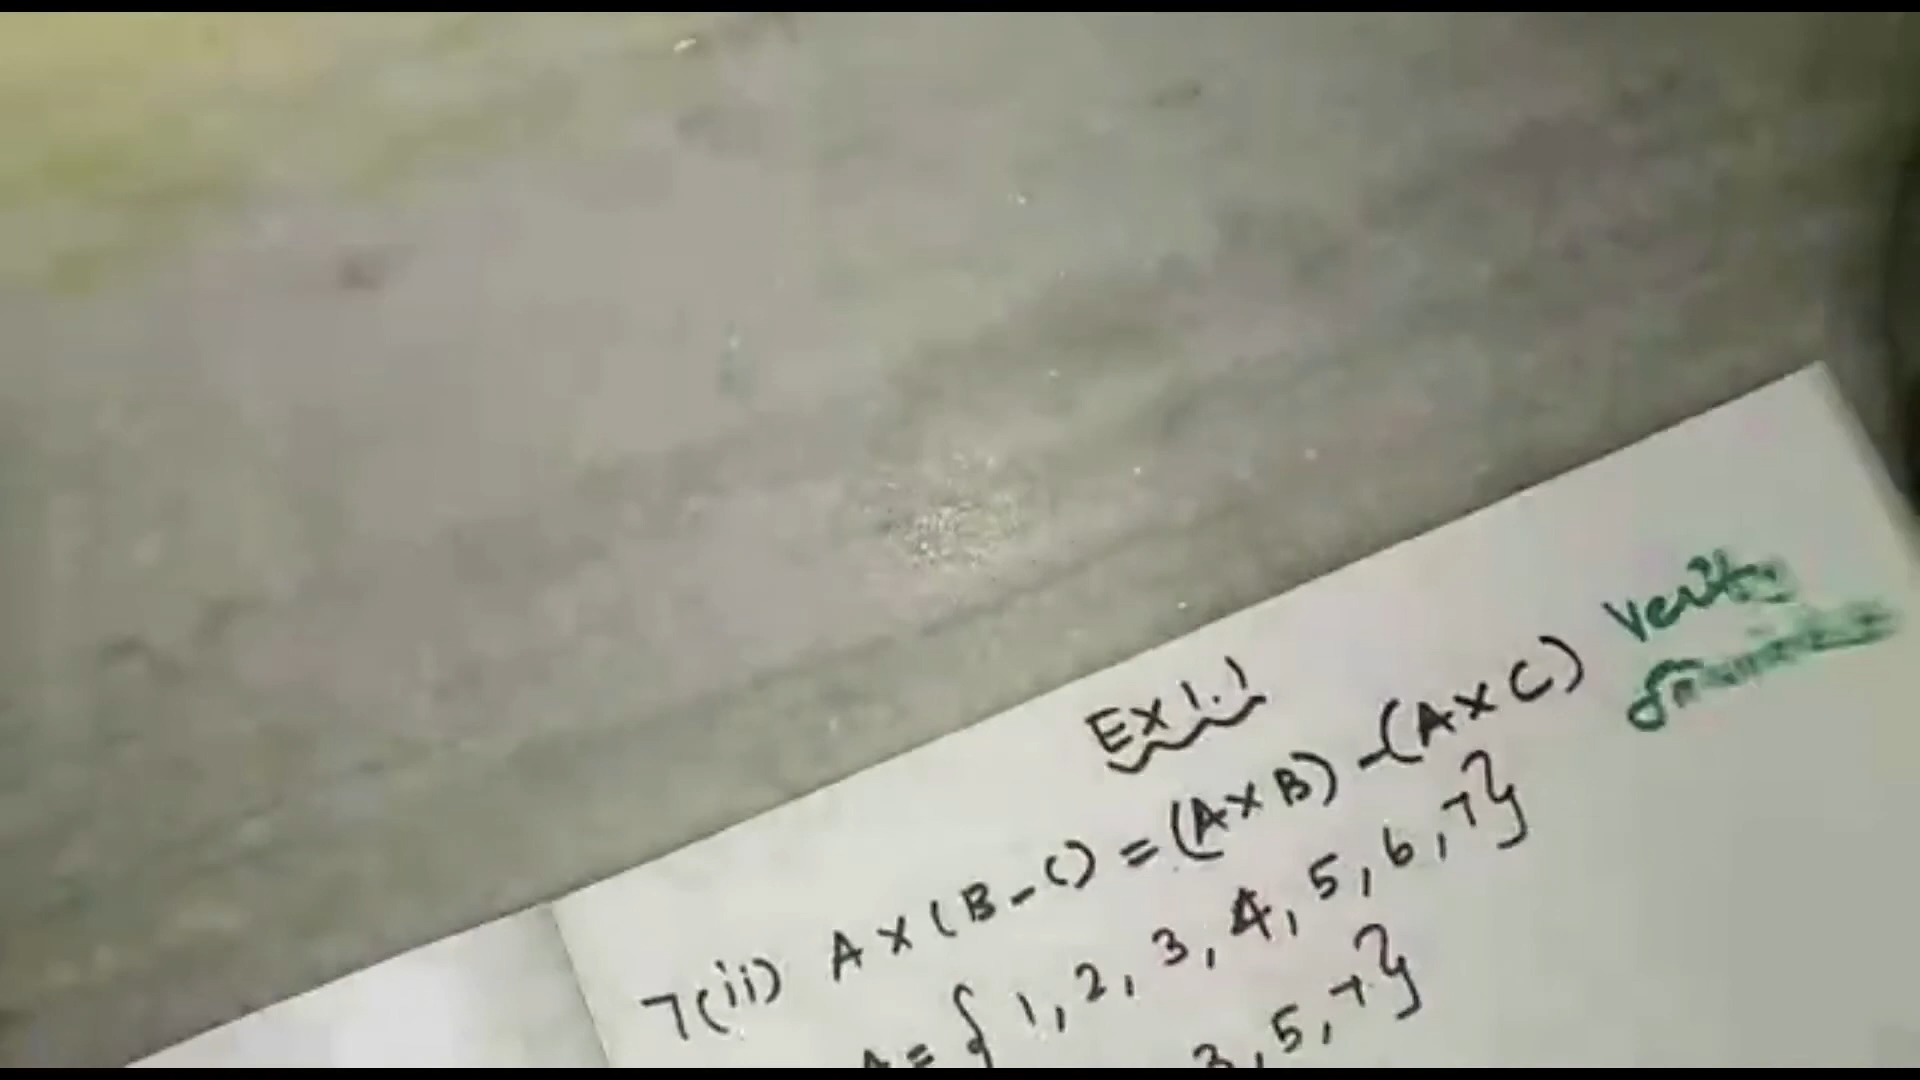 Ex 1.1
7(ii) A × (B - C) = (A × B) - (A × C) Verify
A = { 1, 2, 3, 4, 5, 6, 7}
3, 5, 7}